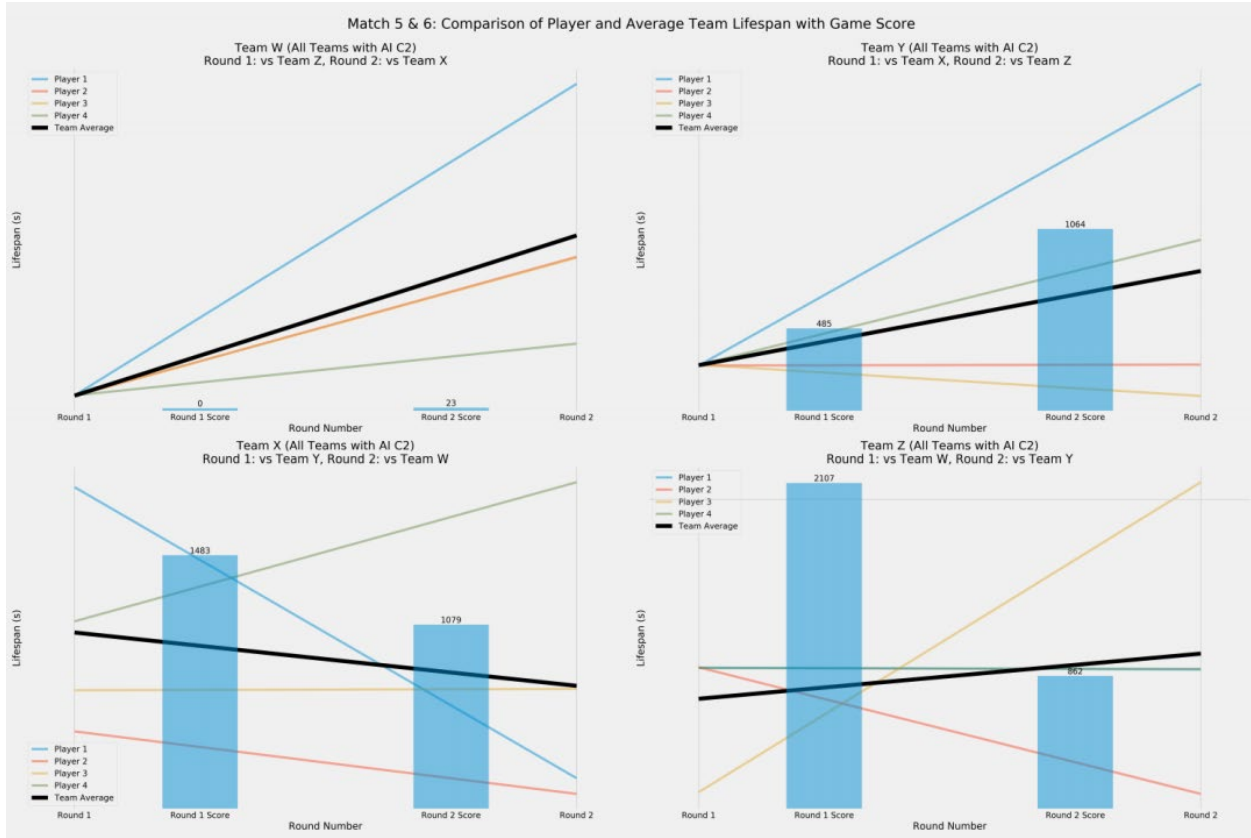 Match 5 & 6: Comparison of Player and Average Team Lifespan with Game Score
Team W (All Teams with AI C2)
Round 1: vs Team Z, Round 2: vs Team X
Player 1
Player 2
Player 3
Player 4
Team Average
Lifespan (s)
0
23
Round 1
Round 1 Score
Round 2 Score
Round 2
Round Number
Team Y (All Teams with AI C2)
Round 1: vs Team X, Round 2: vs Team Z
Player 1
Player 2
Player 3
Player 4
Team Average
Lifespan (s)
485
1064
Round 1
Round 1 Score
Round 2 Score
Round 2
Round Number
Team X (All Teams with AI C2)
Round 1: vs Team Y, Round 2: vs Team W
1483
1079
Lifespan (s)
Player 1
Player 2
Player 3
Player 4
Team Average
Round 1
Round 1 Score
Round 2 Score
Round 2
Round Number
Team Z (All Teams with AI C2)
Round 1: vs Team W, Round 2: vs Team Y
Player 1
Player 2
Player 3
Player 4
Team Average
2107
862
Lifespan (s)
Round 1
Round 1 Score
Round 2 Score
Round 2
Round Number